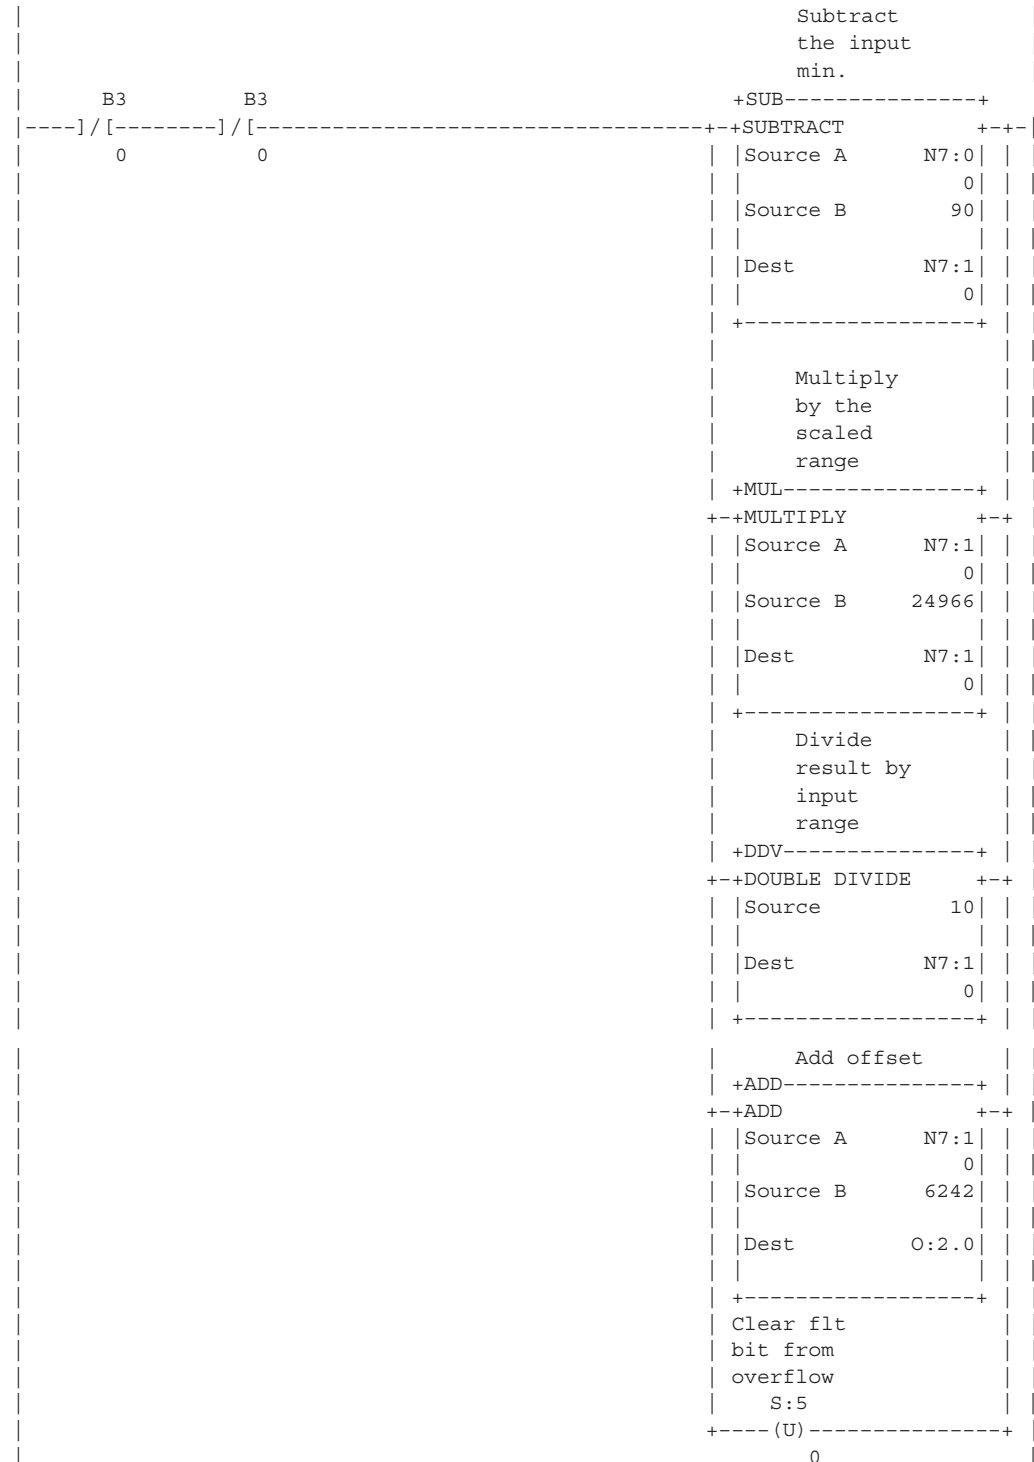 Subtract
the input
min.
B3 B3 +SUB---------------+
|----]/[--------]/[-----------------------------------+-+SUBTRACT +-+-|
0 0 | |Source A N7:0| | |
| | 0| | |
| |Source B 90| | |
| | | | |
| |Dest N7:1| | |
| | 0| | |
| +------------------+ | |
Multiply
by the
scaled
range
| +MUL---------------+ |
+-+MULTIPLY +-+ |
| |Source A N7:1| | |
| | 0| | |
| |Source B 24966| | |
| | | | |
| |Dest N7:1| | |
| | 0| | |
| +------------------+ |
Divide
result by
input
range
| +DDV---------------+ |
+-+DOUBLE DIVIDE +-+ |
| |Source 10| | |
| | | | |
| |Dest N7:1| | |
| | 0| | |
| +------------------+ |
Add offset
| +ADD---------------+ |
+-+ADD +-+ |
| |Source A N7:1| | |
| | 0| | |
| |Source B 6242| | |
| | | | |
| |Dest O:2.0| | |
| | | | |
| +------------------+ |
Clear flt
bit from
overflow
S:5
+----(U)---------------+ |
0